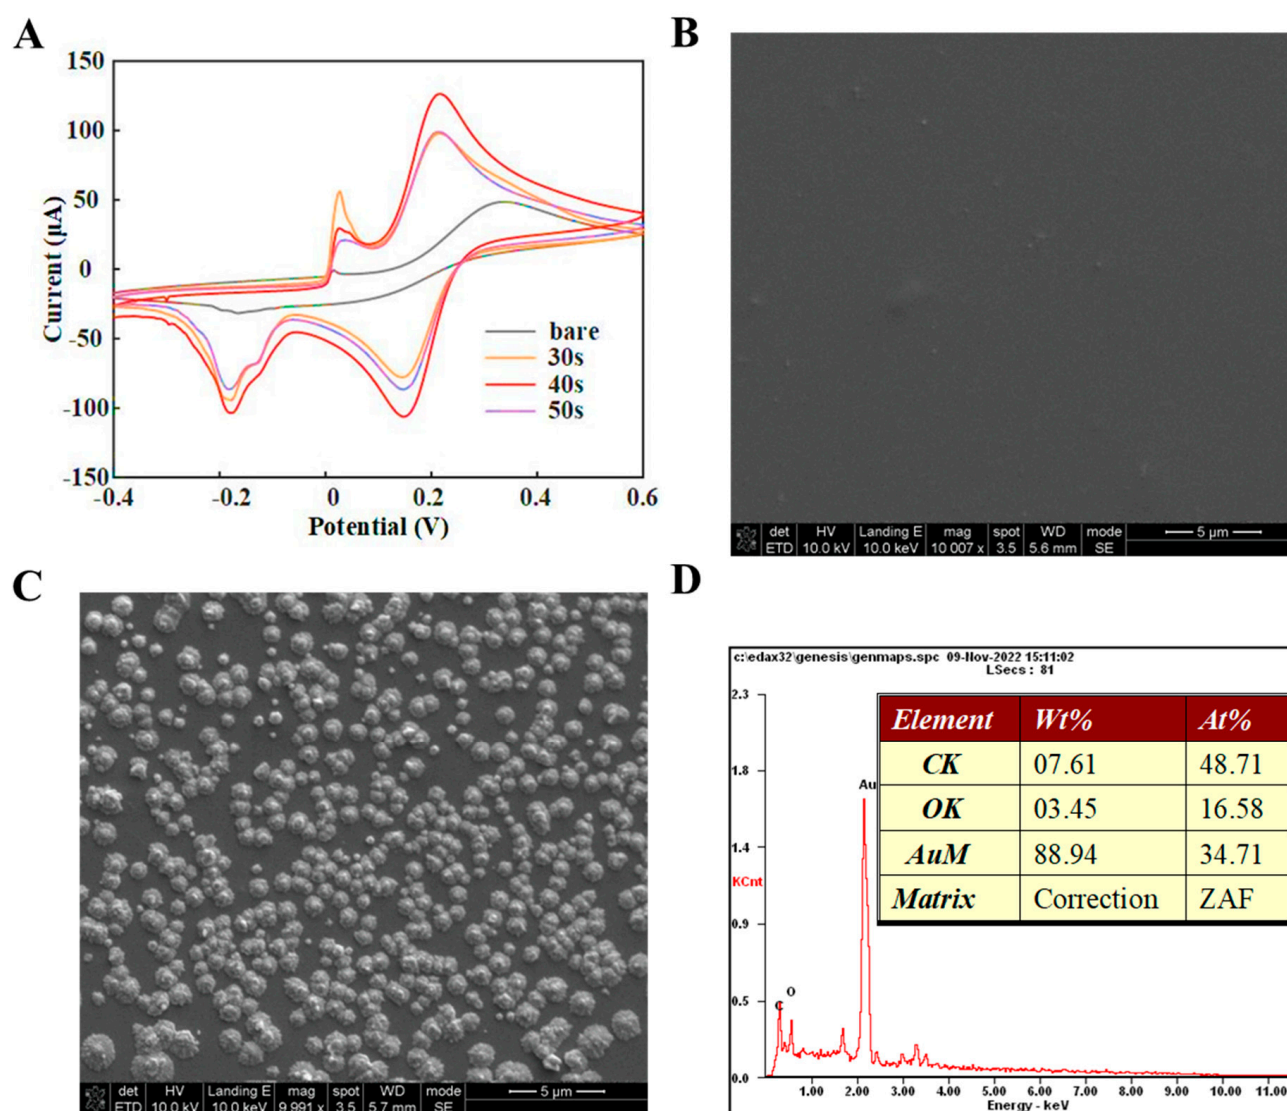 A
150
100
50
0
-50
-100
-150
Current (μA)
-0.4
-0.2
0
0.2
0.4
0.6
Potential (V)
bare
30s
40s
50s
B
det HV Landing E mag spot WD mode
ETD 10.0 kV 10.0 keV 10 007 x 3.5 5.6 mm SE
5 μm
C
det HV Landing E mag spot WD mode
ETD 10.0 kV 10.0 keV 9 991 x 3.5 5.7 mm SE
5 μm
D
c:\edax32\genesis\genmaps.spc 09-Nov-2022 15:11:02
LSecs : 81
2.3
1.8
1.4
KCnt
0.9
0.5
0.0
C
O
Au
Element Wt% At%
CK 07.61 48.71
OK 03.45 16.58
AuM 88.94 34.71
Matrix Correction ZAF
1.00 2.00 3.00 4.00 5.00 6.00 7.00 8.00 9.00 10.00 11.00
Energy - keV